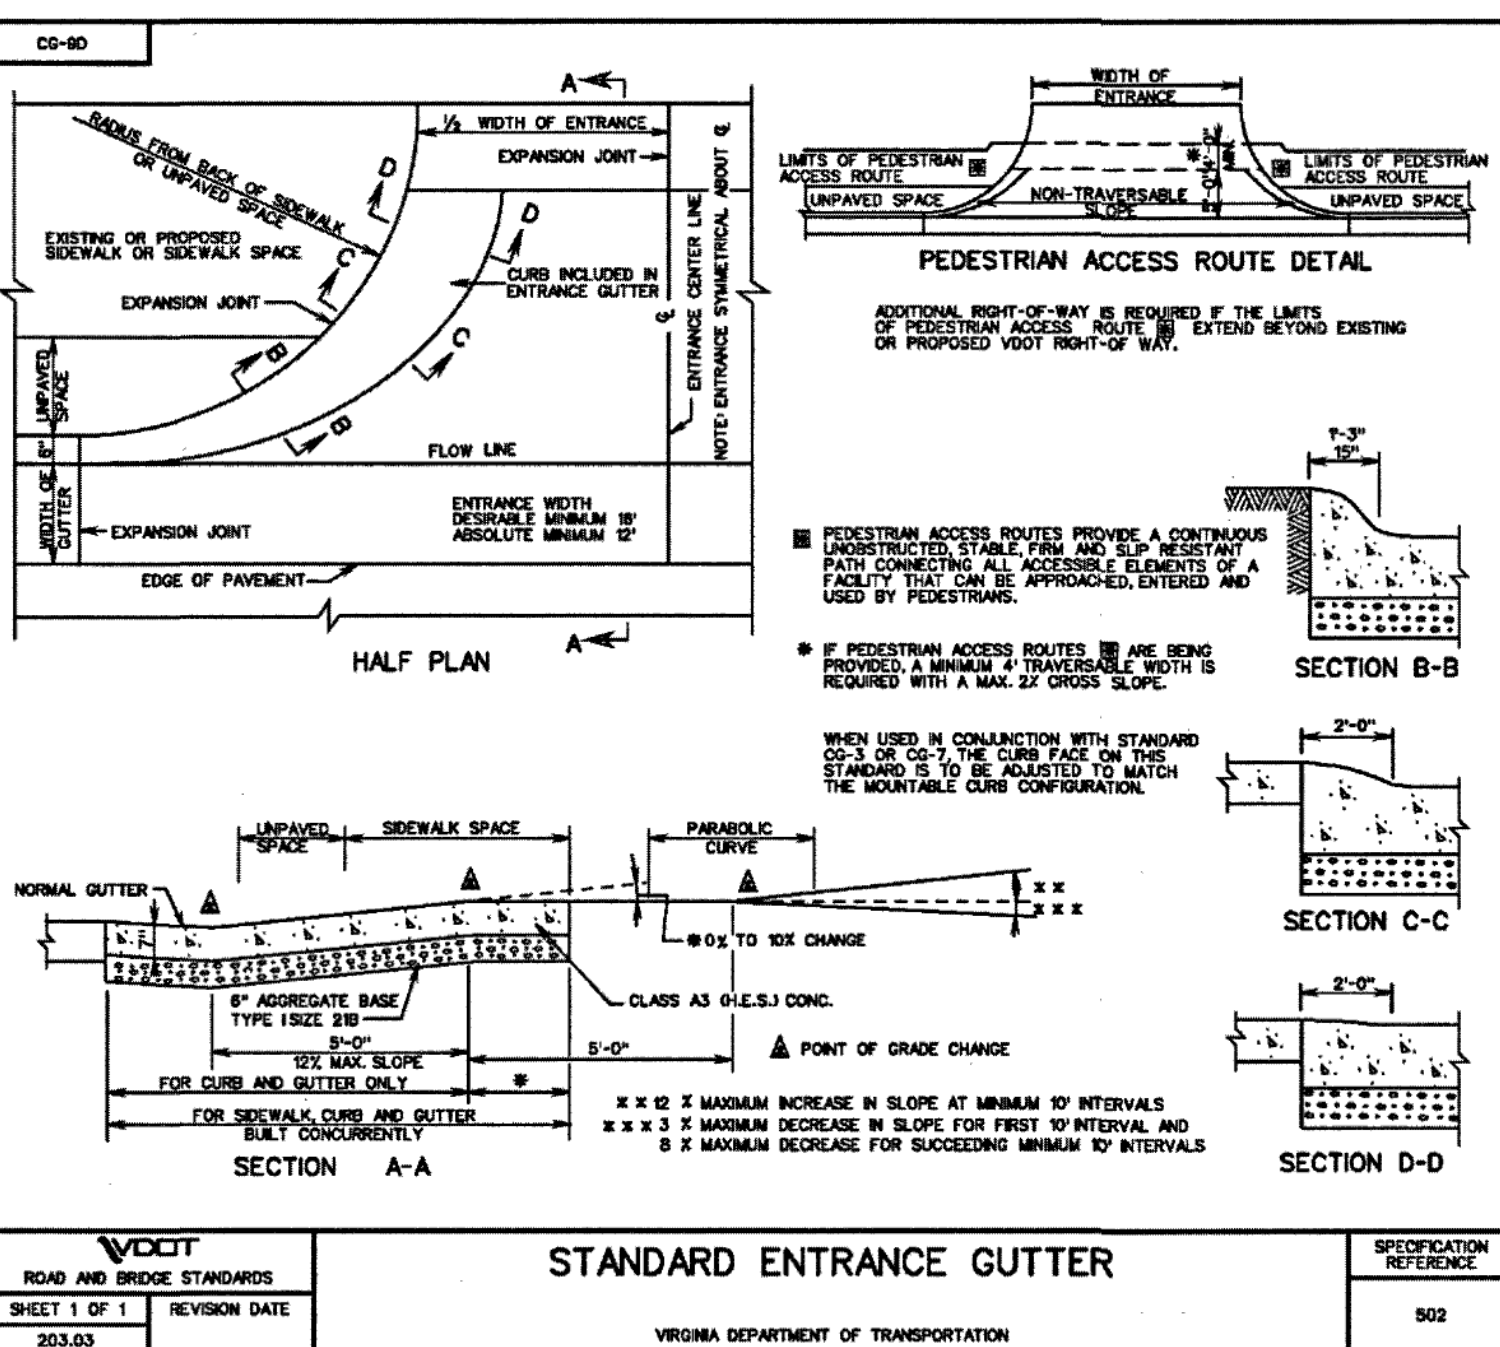 CG-9D
A
RADIUS FROM BACK OF SIDEWALK
OR UNPAVED SPACE
½ WIDTH OF ENTRANCE
EXPANSION JOINT
D
D
EXISTING OR PROPOSED
SIDEWALK OR SIDEWALK SPACE
C
CURB INCLUDED IN
ENTRANCE GUTTER
EXPANSION JOINT
C
B
B
UNPAVED
SPACE
6"
WIDTH OF
GUTTER
FLOW LINE
ENTRANCE CENTER LINE
NOTE: ENTRANCE SYMMETRICAL ABOUT ℄
℄
ENTRANCE WIDTH
DESIRABLE MINIMUM 16'
ABSOLUTE MINIMUM 12'
EXPANSION JOINT
EDGE OF PAVEMENT
A
HALF PLAN
WIDTH OF
ENTRANCE
LIMITS OF PEDESTRIAN
ACCESS ROUTE
* 4'-0"
MIN.
LIMITS OF PEDESTRIAN
ACCESS ROUTE
UNPAVED SPACE
NON-TRAVERSABLE
SLOPE
UNPAVED SPACE
PEDESTRIAN ACCESS ROUTE DETAIL
ADDITIONAL RIGHT-OF-WAY IS REQUIRED IF THE LIMITS
OF PEDESTRIAN ACCESS ROUTE EXTEND BEYOND EXISTING
OR PROPOSED VDOT RIGHT-OF WAY.
1'-3"
15"
SECTION B-B
PEDESTRIAN ACCESS ROUTES PROVIDE A CONTINUOUS
UNOBSTRUCTED, STABLE, FIRM AND SLIP RESISTANT
PATH CONNECTING ALL ACCESSIBLE ELEMENTS OF A
FACILITY THAT CAN BE APPROACHED, ENTERED AND
USED BY PEDESTRIANS.
* IF PEDESTRIAN ACCESS ROUTES ARE BEING
PROVIDED, A MINIMUM 4' TRAVERSABLE WIDTH IS
REQUIRED WITH A MAX. 2% CROSS SLOPE.
WHEN USED IN CONJUNCTION WITH STANDARD
CG-3 OR CG-7, THE CURB FACE ON THIS
STANDARD IS TO BE ADJUSTED TO MATCH
THE MOUNTABLE CURB CONFIGURATION.
2'-0"
SECTION C-C
2'-0"
SECTION D-D
UNPAVED
SPACE
SIDEWALK SPACE
PARABOLIC
CURVE
NORMAL GUTTER
7"
* *
* * *
* 0% TO 10% CHANGE
6" AGGREGATE BASE
TYPE I SIZE 21B
CLASS A3 (H.E.S.) CONC.
5'-0"
12% MAX. SLOPE
5'-0"
POINT OF GRADE CHANGE
FOR CURB AND GUTTER ONLY
*
FOR SIDEWALK, CURB AND GUTTER
BUILT CONCURRENTLY
SECTION A-A
* * 12 % MAXIMUM INCREASE IN SLOPE AT MINIMUM 10' INTERVALS
* * * 3 % MAXIMUM DECREASE IN SLOPE FOR FIRST 10' INTERVAL AND
8 % MAXIMUM DECREASE FOR SUCCEEDING MINIMUM 10' INTERVALS
VDOT
ROAD AND BRIDGE STANDARDS
SHEET 1 OF 1
REVISION DATE
203.03
STANDARD ENTRANCE GUTTER
VIRGINIA DEPARTMENT OF TRANSPORTATION
SPECIFICATION
REFERENCE
502